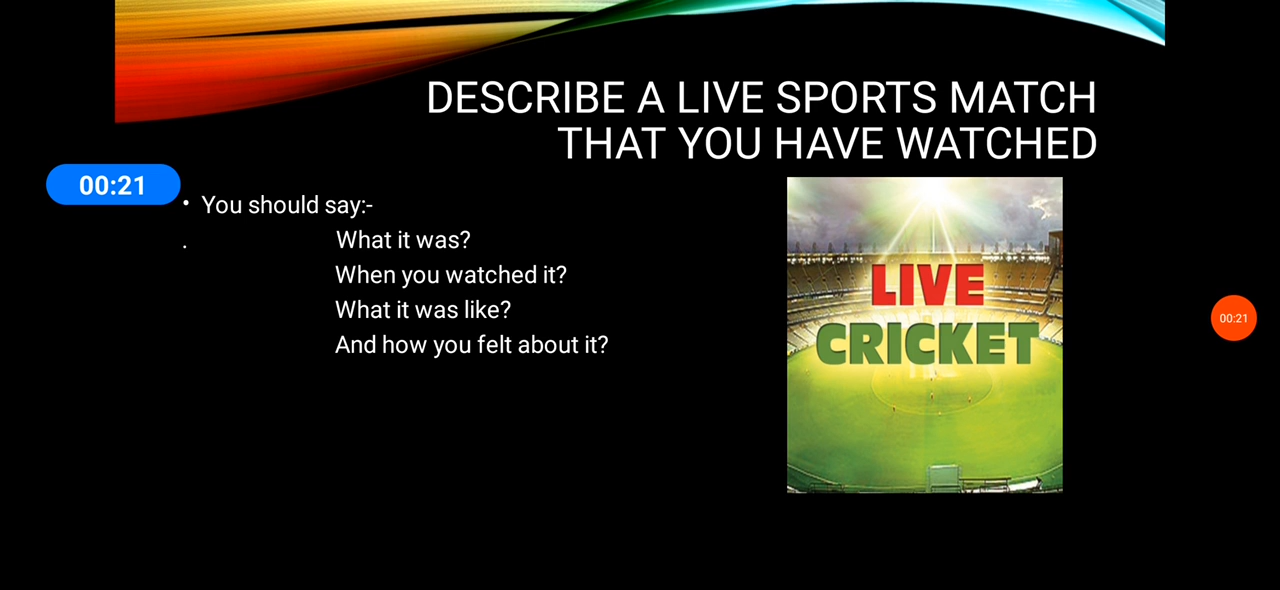 DESCRIBE A LIVE SPORTS MATCH
THAT YOU HAVE WATCHED
00:21
• You should say:-
. What it was?
When you watched it?
What it was like?
And how you felt about it?
LIVE
CRICKET
00:21